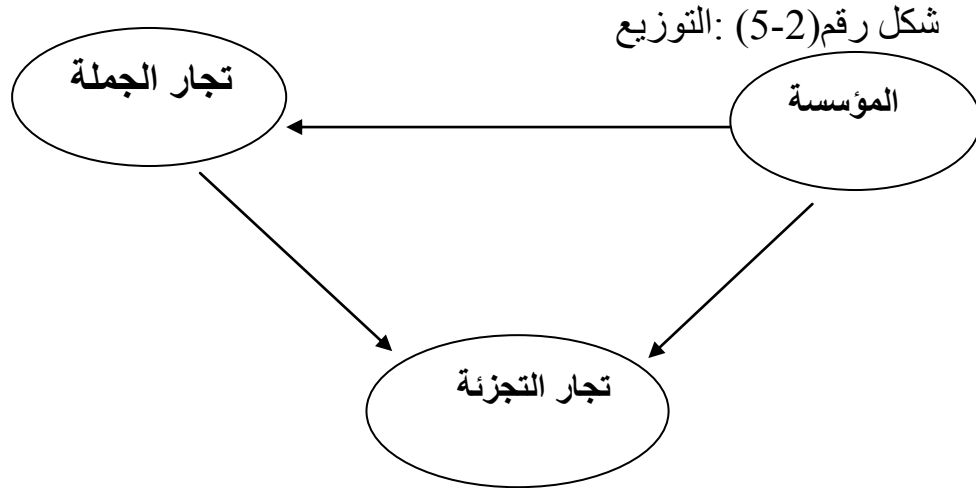 شكل رقم(2-5) :التوزيع
المؤسسة
تجار الجملة
تجار التجزئة